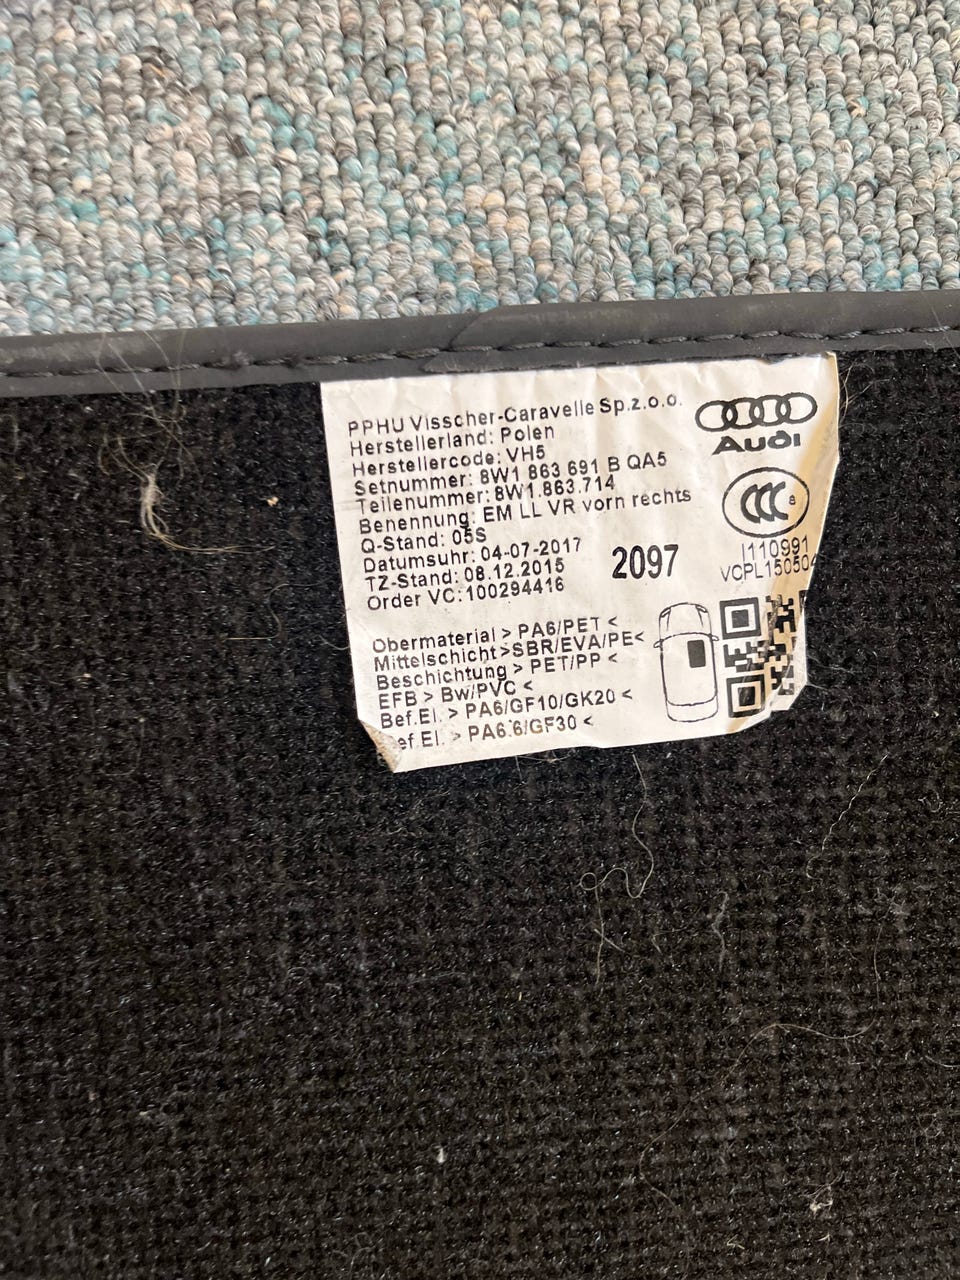 PPHU Visscher-Caravelle Sp.z.o.o.
Herstellerland: Polen
Herstellercode: VH5
Setnummer: 8W1 863 691 B QA5
Teilenummer: 8W1.863.714
Benennung: EM LL VR vorn rechts
Q-Stand: 05S
Datumsuhr: 04-07-2017
TZ-Stand: 08.12.2015
Order VC: 100294416
2097
Audi
CCC 8
I110991
VCPL150504
Obermaterial > PA6/PET <
Mittelschicht >SBR/EVA/PE<
Beschichtung > PET/PP <
EFB > Bw/PVC <
Bef.El. > PA6/GF10/GK20 <
ef.El. > PA6.6/GF30 <